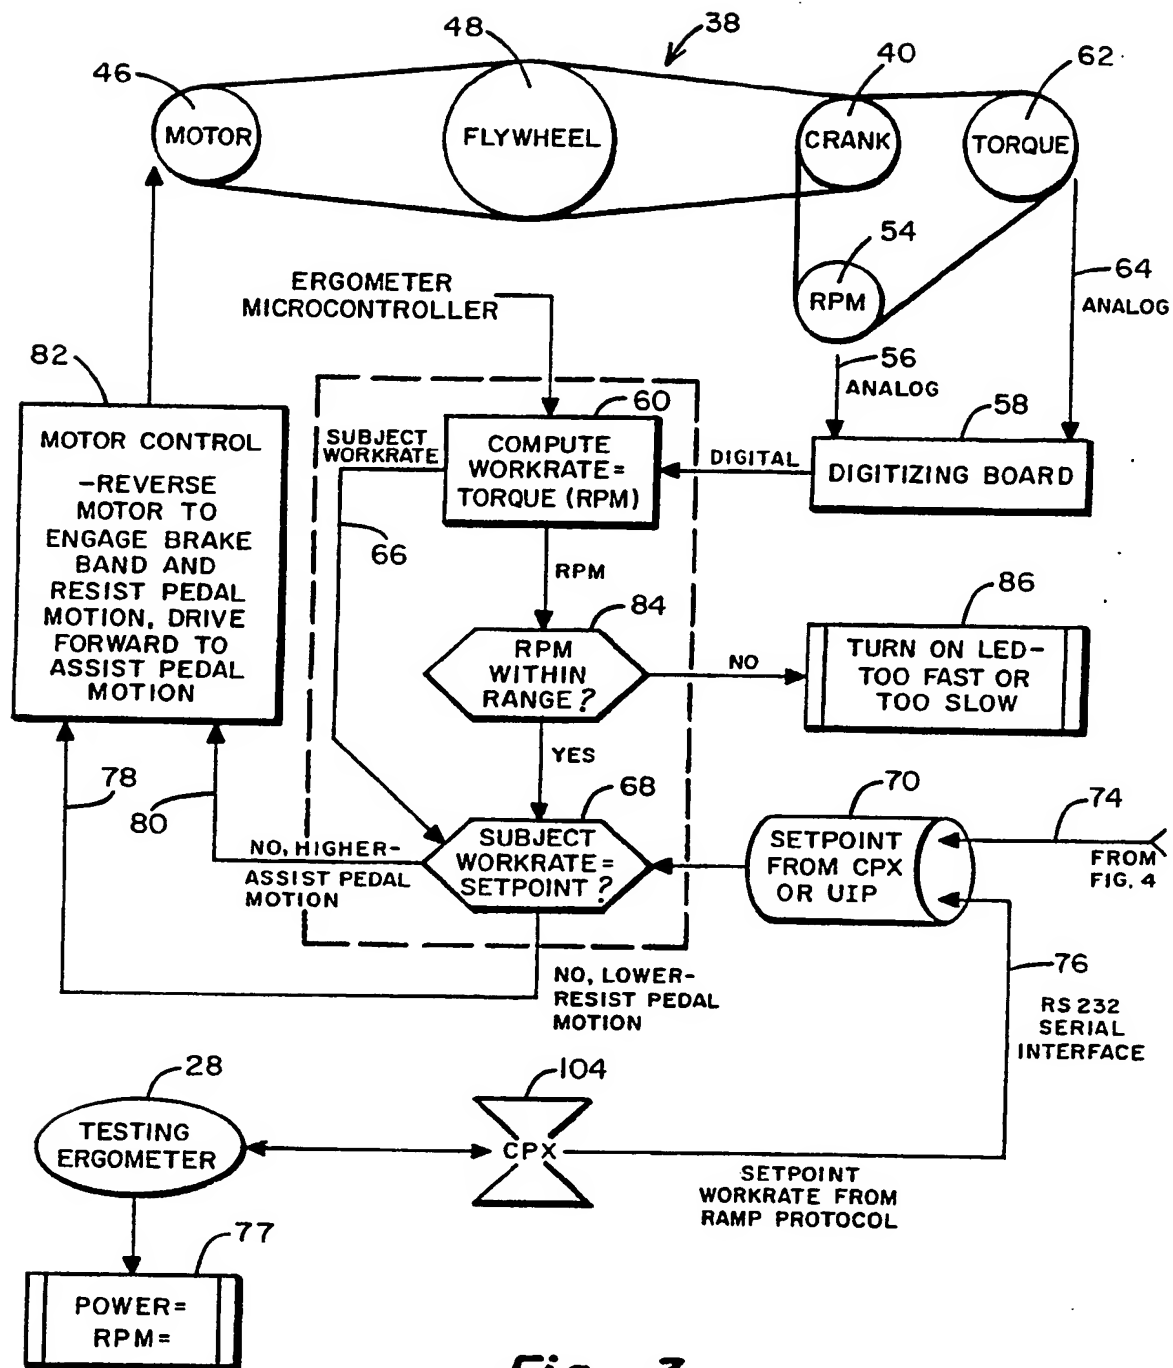 38
48
40
62
46
MOTOR
FLYWHEEL
CRANK
TORQUE
54
RPM
64
ANALOG
ERGOMETER
MICROCONTROLLER
56
ANALOG
82
MOTOR CONTROL
-REVERSE
MOTOR TO
ENGAGE BRAKE
BAND AND
RESIST PEDAL
MOTION, DRIVE
FORWARD TO
ASSIST PEDAL
MOTION
SUBJECT
WORKRATE
60
COMPUTE
WORKRATE=
TORQUE (RPM)
DIGITAL
58
DIGITIZING BOARD
66
RPM
84
RPM
WITHIN
RANGE?
NO
86
TURN ON LED-
TOO FAST OR
TOO SLOW
YES
78
80
68
SUBJECT
WORKRATE=
SETPOINT?
NO, HIGHER-
ASSIST PEDAL
MOTION
70
SETPOINT
FROM CPX
OR UIP
74
FROM
FIG. 4
NO, LOWER-
RESIST PEDAL
MOTION
76
RS 232
SERIAL
INTERFACE
28
TESTING
ERGOMETER
104
CPX
SETPOINT
WORKRATE FROM
RAMP PROTOCOL
77
POWER=
RPM=